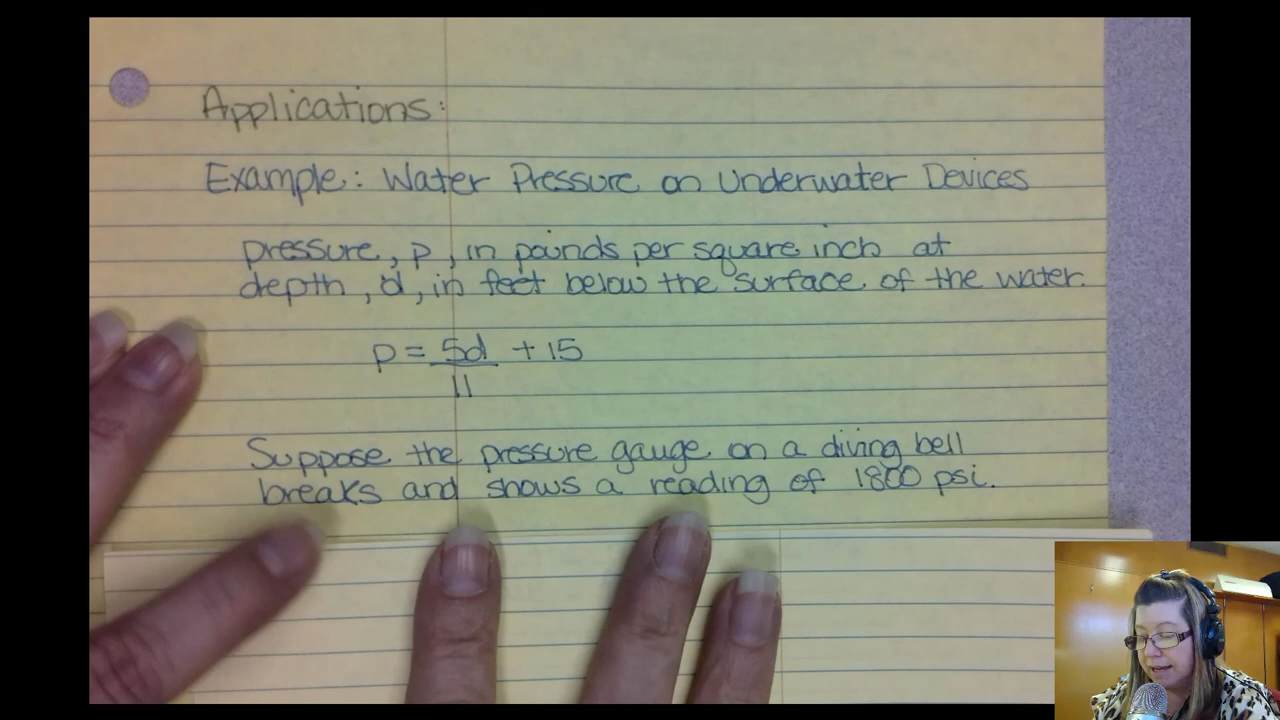 Applications:
Example: Water Pressure on Underwater Devices
pressure, p, in pounds per square inch at
depth, d, in feet below the surface of the water.
p = 5d/11 + 15
Suppose the pressure gauge on a diving bell
breaks and shows a reading of 1800 psi.